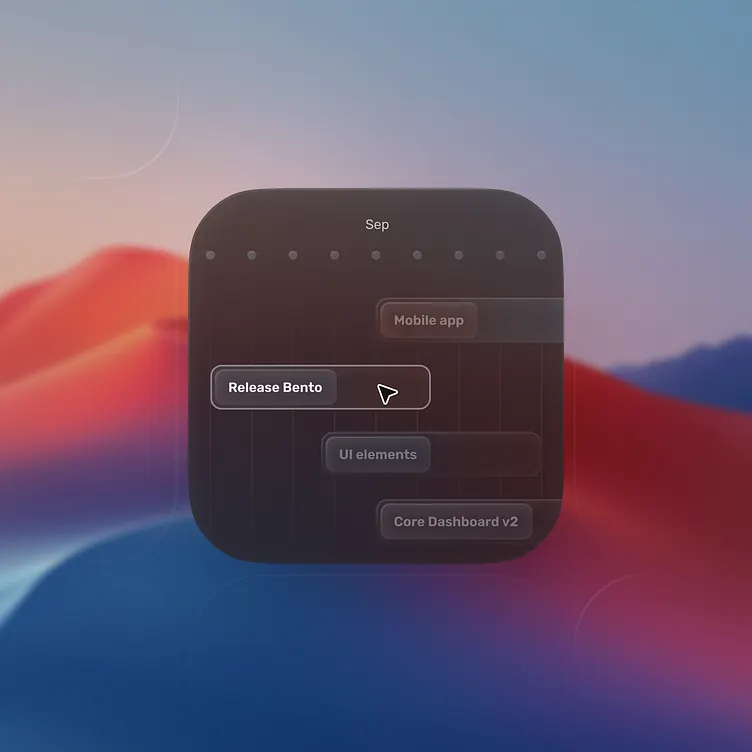 Sep
Mobile app
Release Bento
UI elements
Core Dashboard v2